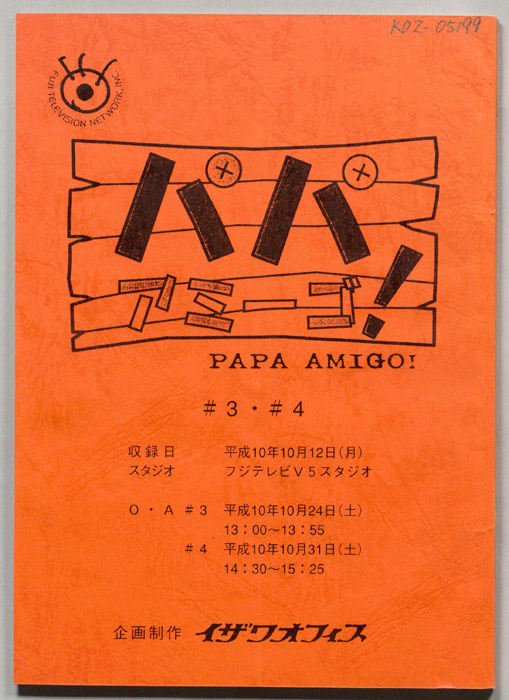 KDZ-05199
FUJI TELEVISION NETWORK, INC.
パパ
アミーゴ!
PAPA AMIGO!
#3・#4
収録日 平成10年10月12日(月)
スタジオ フジテレビV5スタジオ
O・A #3 平成10年10月24日(土)
13:00〜13:55
#4 平成10年10月31日(土)
14:30〜15:25
企画制作 イザワオフィス